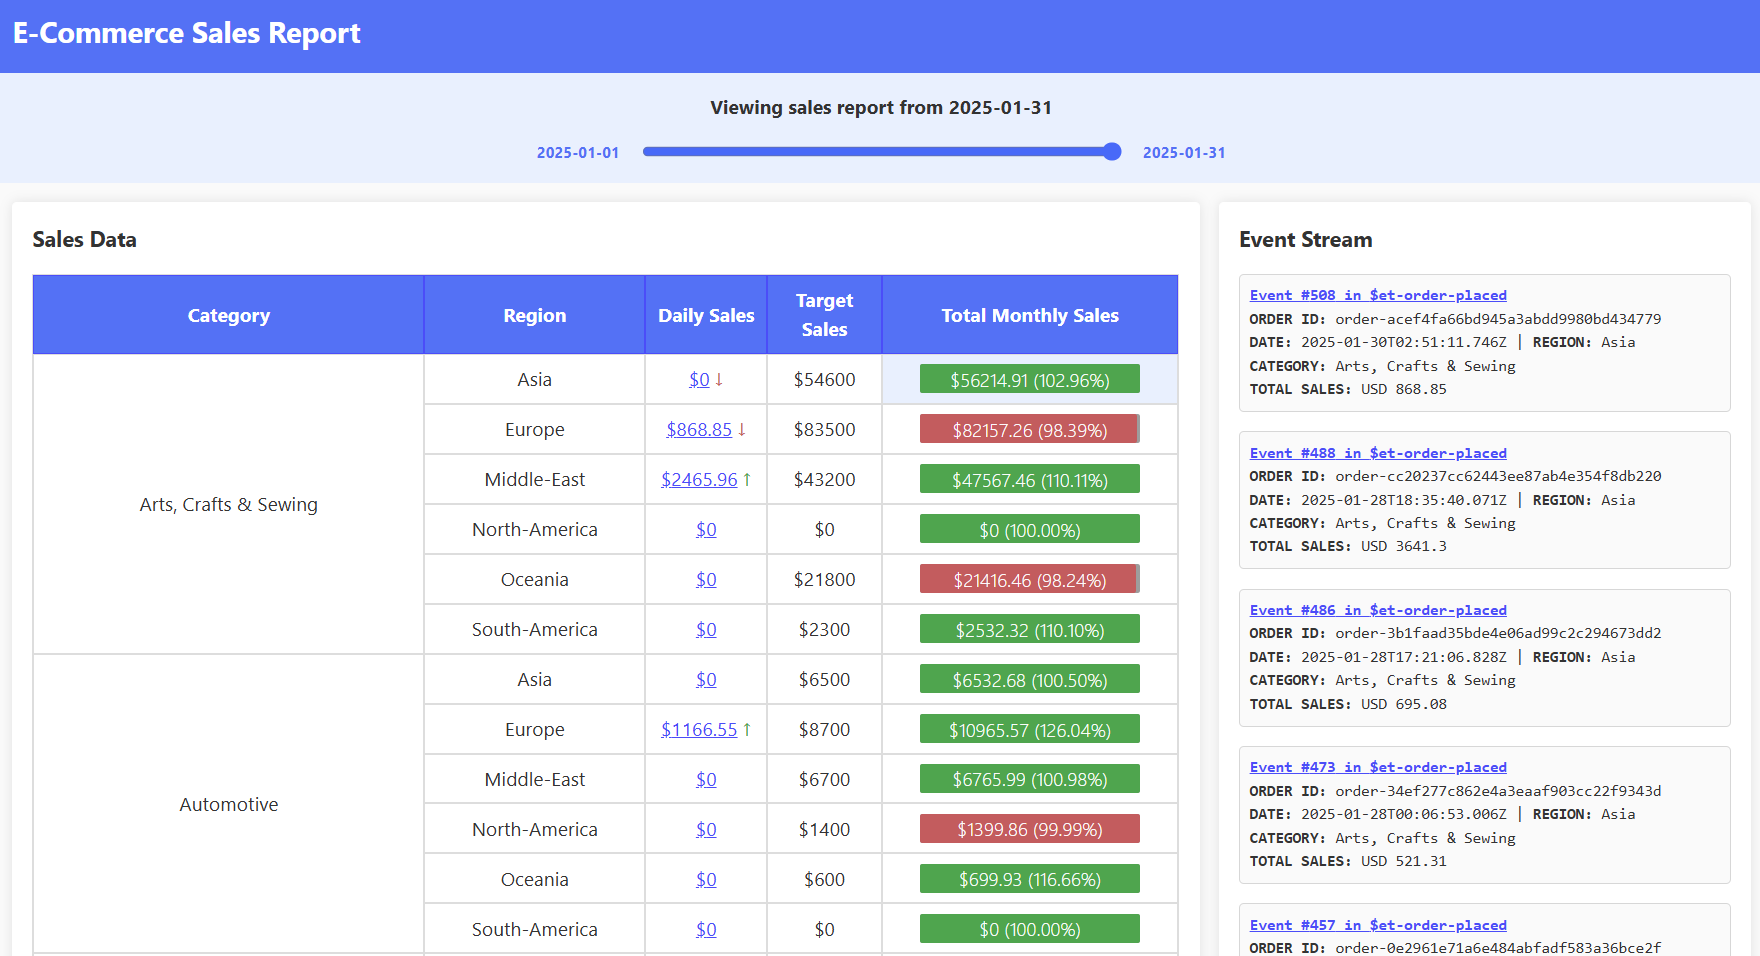 E-Commerce Sales Report
Viewing sales report from 2025-01-31
2025-01-01
2025-01-31
Sales Data
Category Region Daily Sales Target Sales Total Monthly Sales
Arts, Crafts & Sewing
Asia $0 ↓ $54600 $56214.91 (102.96%)
Europe $868.85 ↓ $83500 $82157.26 (98.39%)
Middle-East $2465.96 ↑ $43200 $47567.46 (110.11%)
North-America $0 $0 $0 (100.00%)
Oceania $0 $21800 $21416.46 (98.24%)
South-America $0 $2300 $2532.32 (110.10%)
Automotive
Asia $0 $6500 $6532.68 (100.50%)
Europe $1166.55 ↑ $8700 $10965.57 (126.04%)
Middle-East $0 $6700 $6765.99 (100.98%)
North-America $0 $1400 $1399.86 (99.99%)
Oceania $0 $600 $699.93 (116.66%)
South-America $0 $0 $0 (100.00%)
Event Stream
Event #508 in $et-order-placed
ORDER ID: order-acef4fa66bd945a3abdd9980bd434779
DATE: 2025-01-30T02:51:11.746Z | REGION: Asia
CATEGORY: Arts, Crafts & Sewing
TOTAL SALES: USD 868.85
Event #488 in $et-order-placed
ORDER ID: order-cc20237cc62443ee87ab4e354f8db220
DATE: 2025-01-28T18:35:40.071Z | REGION: Asia
CATEGORY: Arts, Crafts & Sewing
TOTAL SALES: USD 3641.3
Event #486 in $et-order-placed
ORDER ID: order-3b1faad35bde4e06ad99c2c294673dd2
DATE: 2025-01-28T17:21:06.828Z | REGION: Asia
CATEGORY: Arts, Crafts & Sewing
TOTAL SALES: USD 695.08
Event #473 in $et-order-placed
ORDER ID: order-34ef277c862e4a3eaaf903cc22f9343d
DATE: 2025-01-28T00:06:53.006Z | REGION: Asia
CATEGORY: Arts, Crafts & Sewing
TOTAL SALES: USD 521.31
Event #457 in $et-order-placed
ORDER ID: order-0e2961e71a6e484abfadf583a36bce2f